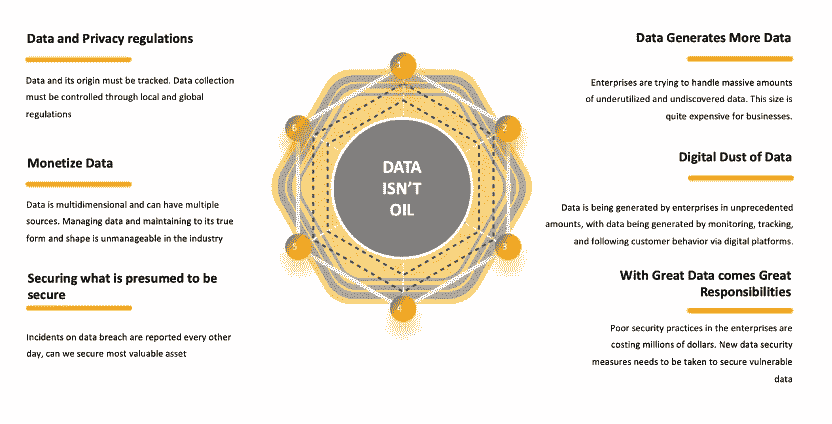 Data and Privacy regulations
Data and its origin must be tracked. Data collection
must be controlled through local and global
regulations
Monetize Data
Data is multidimensional and can have multiple
sources. Managing data and maintaining to its true
form and shape is unmanageable in the industry
Securing what is presumed to be
secure
Incidents on data breach are reported every other
day, can we secure most valuable asset
1
2
3
4
5
6
DATA
ISN'T
OIL
Data Generates More Data
Enterprises are trying to handle massive amounts
of underutilized and undiscovered data. This size is
quite expensive for businesses.
Digital Dust of Data
Data is being generated by enterprises in unprecedented
amounts, with data being generated by monitoring, tracking,
and following customer behavior via digital platforms.
With Great Data comes Great
Responsibilities
Poor security practices in the enterprises are
costing millions of dollars. New data security
measures needs to be taken to secure vulnerable
data